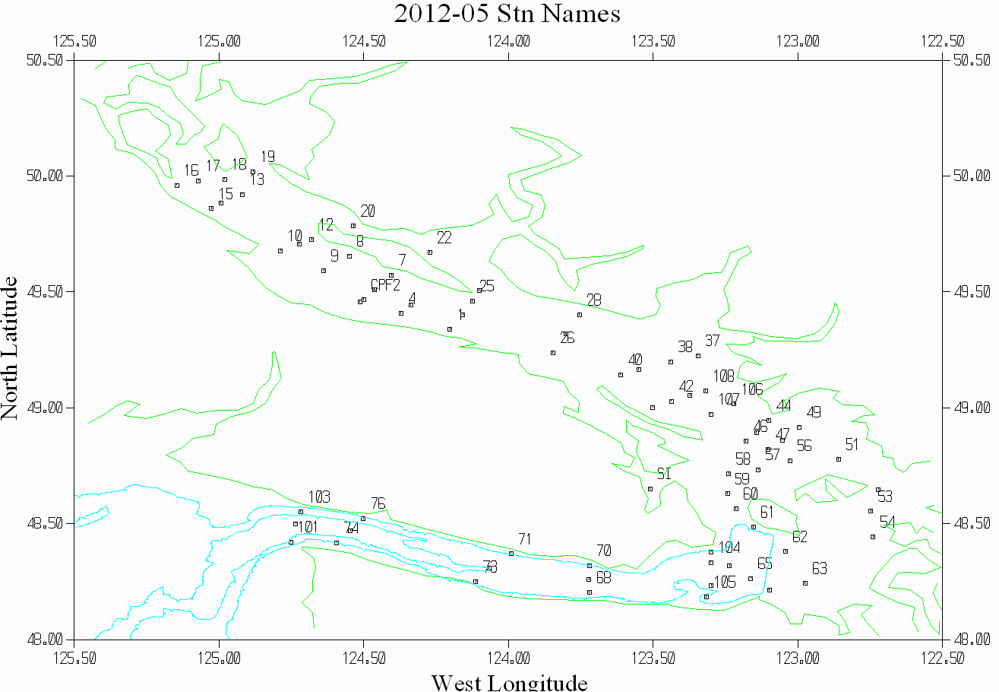 2012-05 Stn Names
125.50 125.00 124.50 124.00 123.50 123.00 122.50
50.50 50.50
19
17 18
16
50.00 13 50.00
15
20
12
10 8 22
9 7
49.50 CPF2 25 49.50
4 28
1
26
37
38
40
108
42 106
107
49.00 44 49 49.00
46
47
56 51
58 57
SI
59
60
103 76 53
61
48.50 101 74 54 48.50
62
71 70 104
73 65 63
68 105
48.00 48.00
125.50 125.00 124.50 124.00 123.50 123.00 122.50
West Longitude
North Latitude